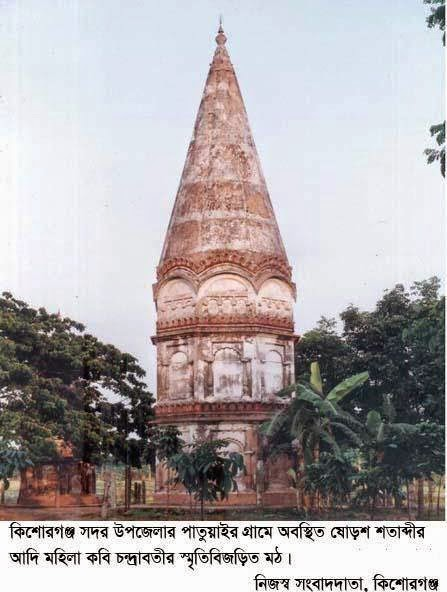 কিশোরগঞ্জ সদর উপজেলার পাতুয়াইর গ্রামে অবস্থিত ষোড়শ শতাব্দীর
আদি মহিলা কবি চন্দ্রাবতীর স্মৃতিবিজড়িত মঠ।
নিজস্ব সংবাদদাতা, কিশোরগঞ্জ